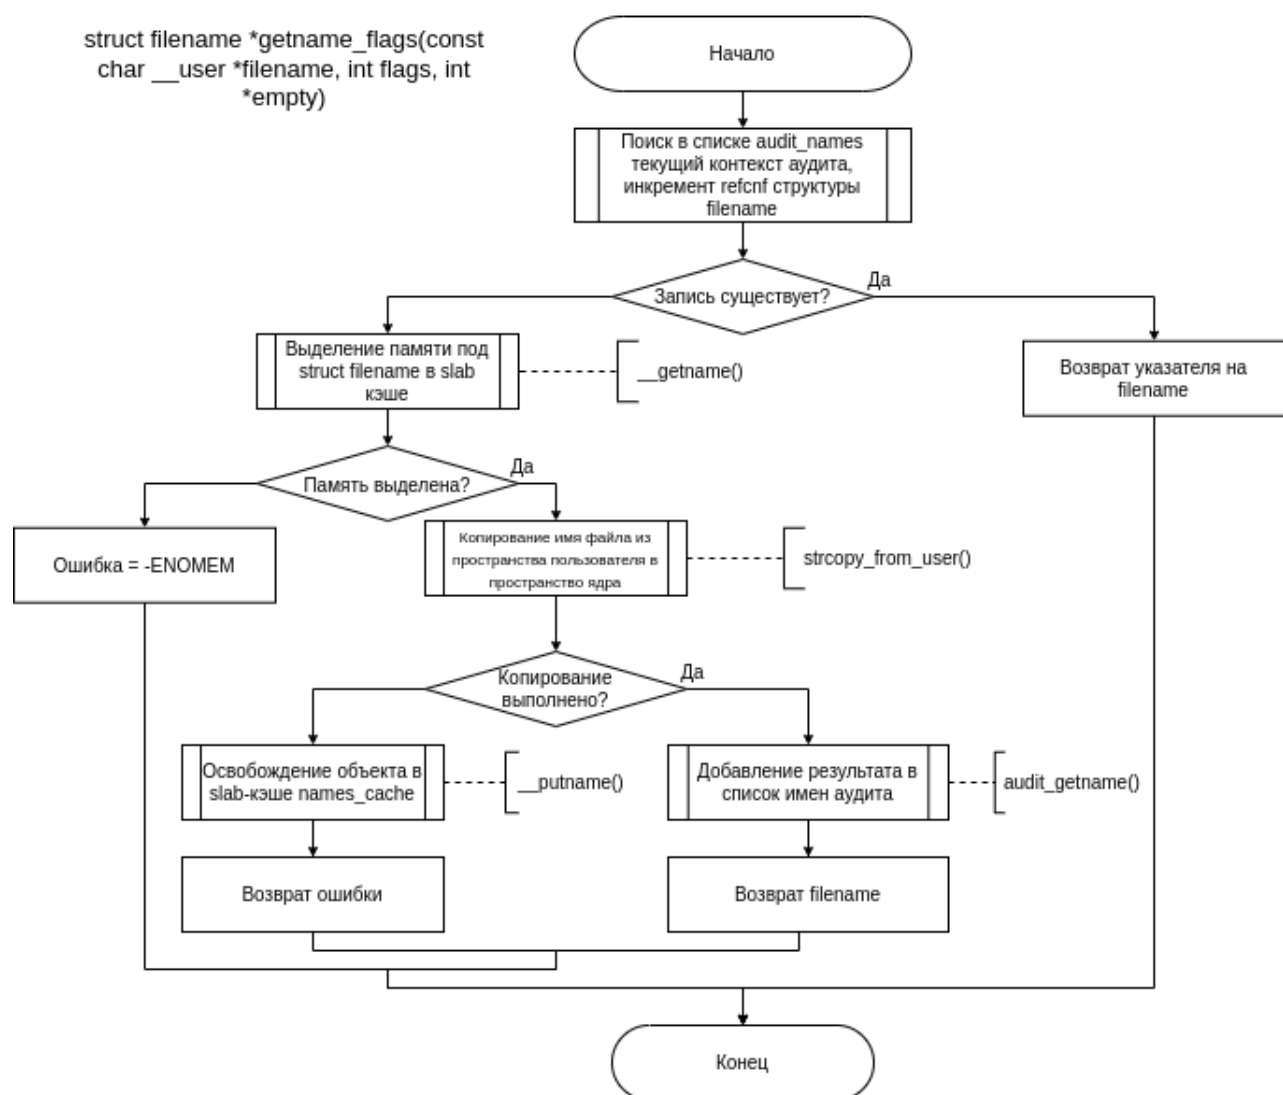 struct filename *getname_flags(const
char __user *filename, int flags, int
*empty)
Начало
Поиск в списке audit_names
текущий контекст аудита,
инкремент refcnf структуры
filename
Запись существует?
Да
Выделение памяти под
struct filename в slab
кэше
__getname()
Возврат указателя на
filename
Память выделена?
Да
Ошибка = -ENOMEM
Копирование имя файла из
пространства пользователя в
пространство ядра
strcopy_from_user()
Копирование
выполнено?
Да
Освобождение объекта в
slab-кэше names_cache
__putname()
Добавление результата в
список имен аудита
audit_getname()
Возврат ошибки
Возврат filename
Конец